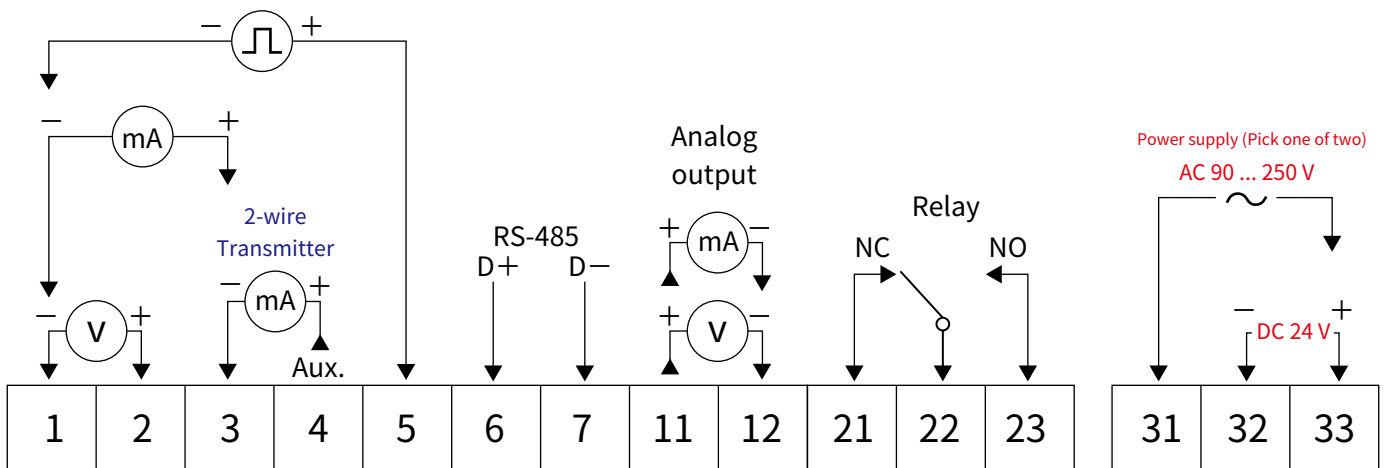 − +
− mA +
2-wire
Transmitter
− mA +
Aux.
− V +
RS-485
D+ D−
Analog
output
+ mA −
+ V −
Relay
NC NO
Power supply (Pick one of two)
AC 90 ... 250 V
− +
DC 24 V
1 2 3 4 5 6 7 11 12 21 22 23 31 32 33